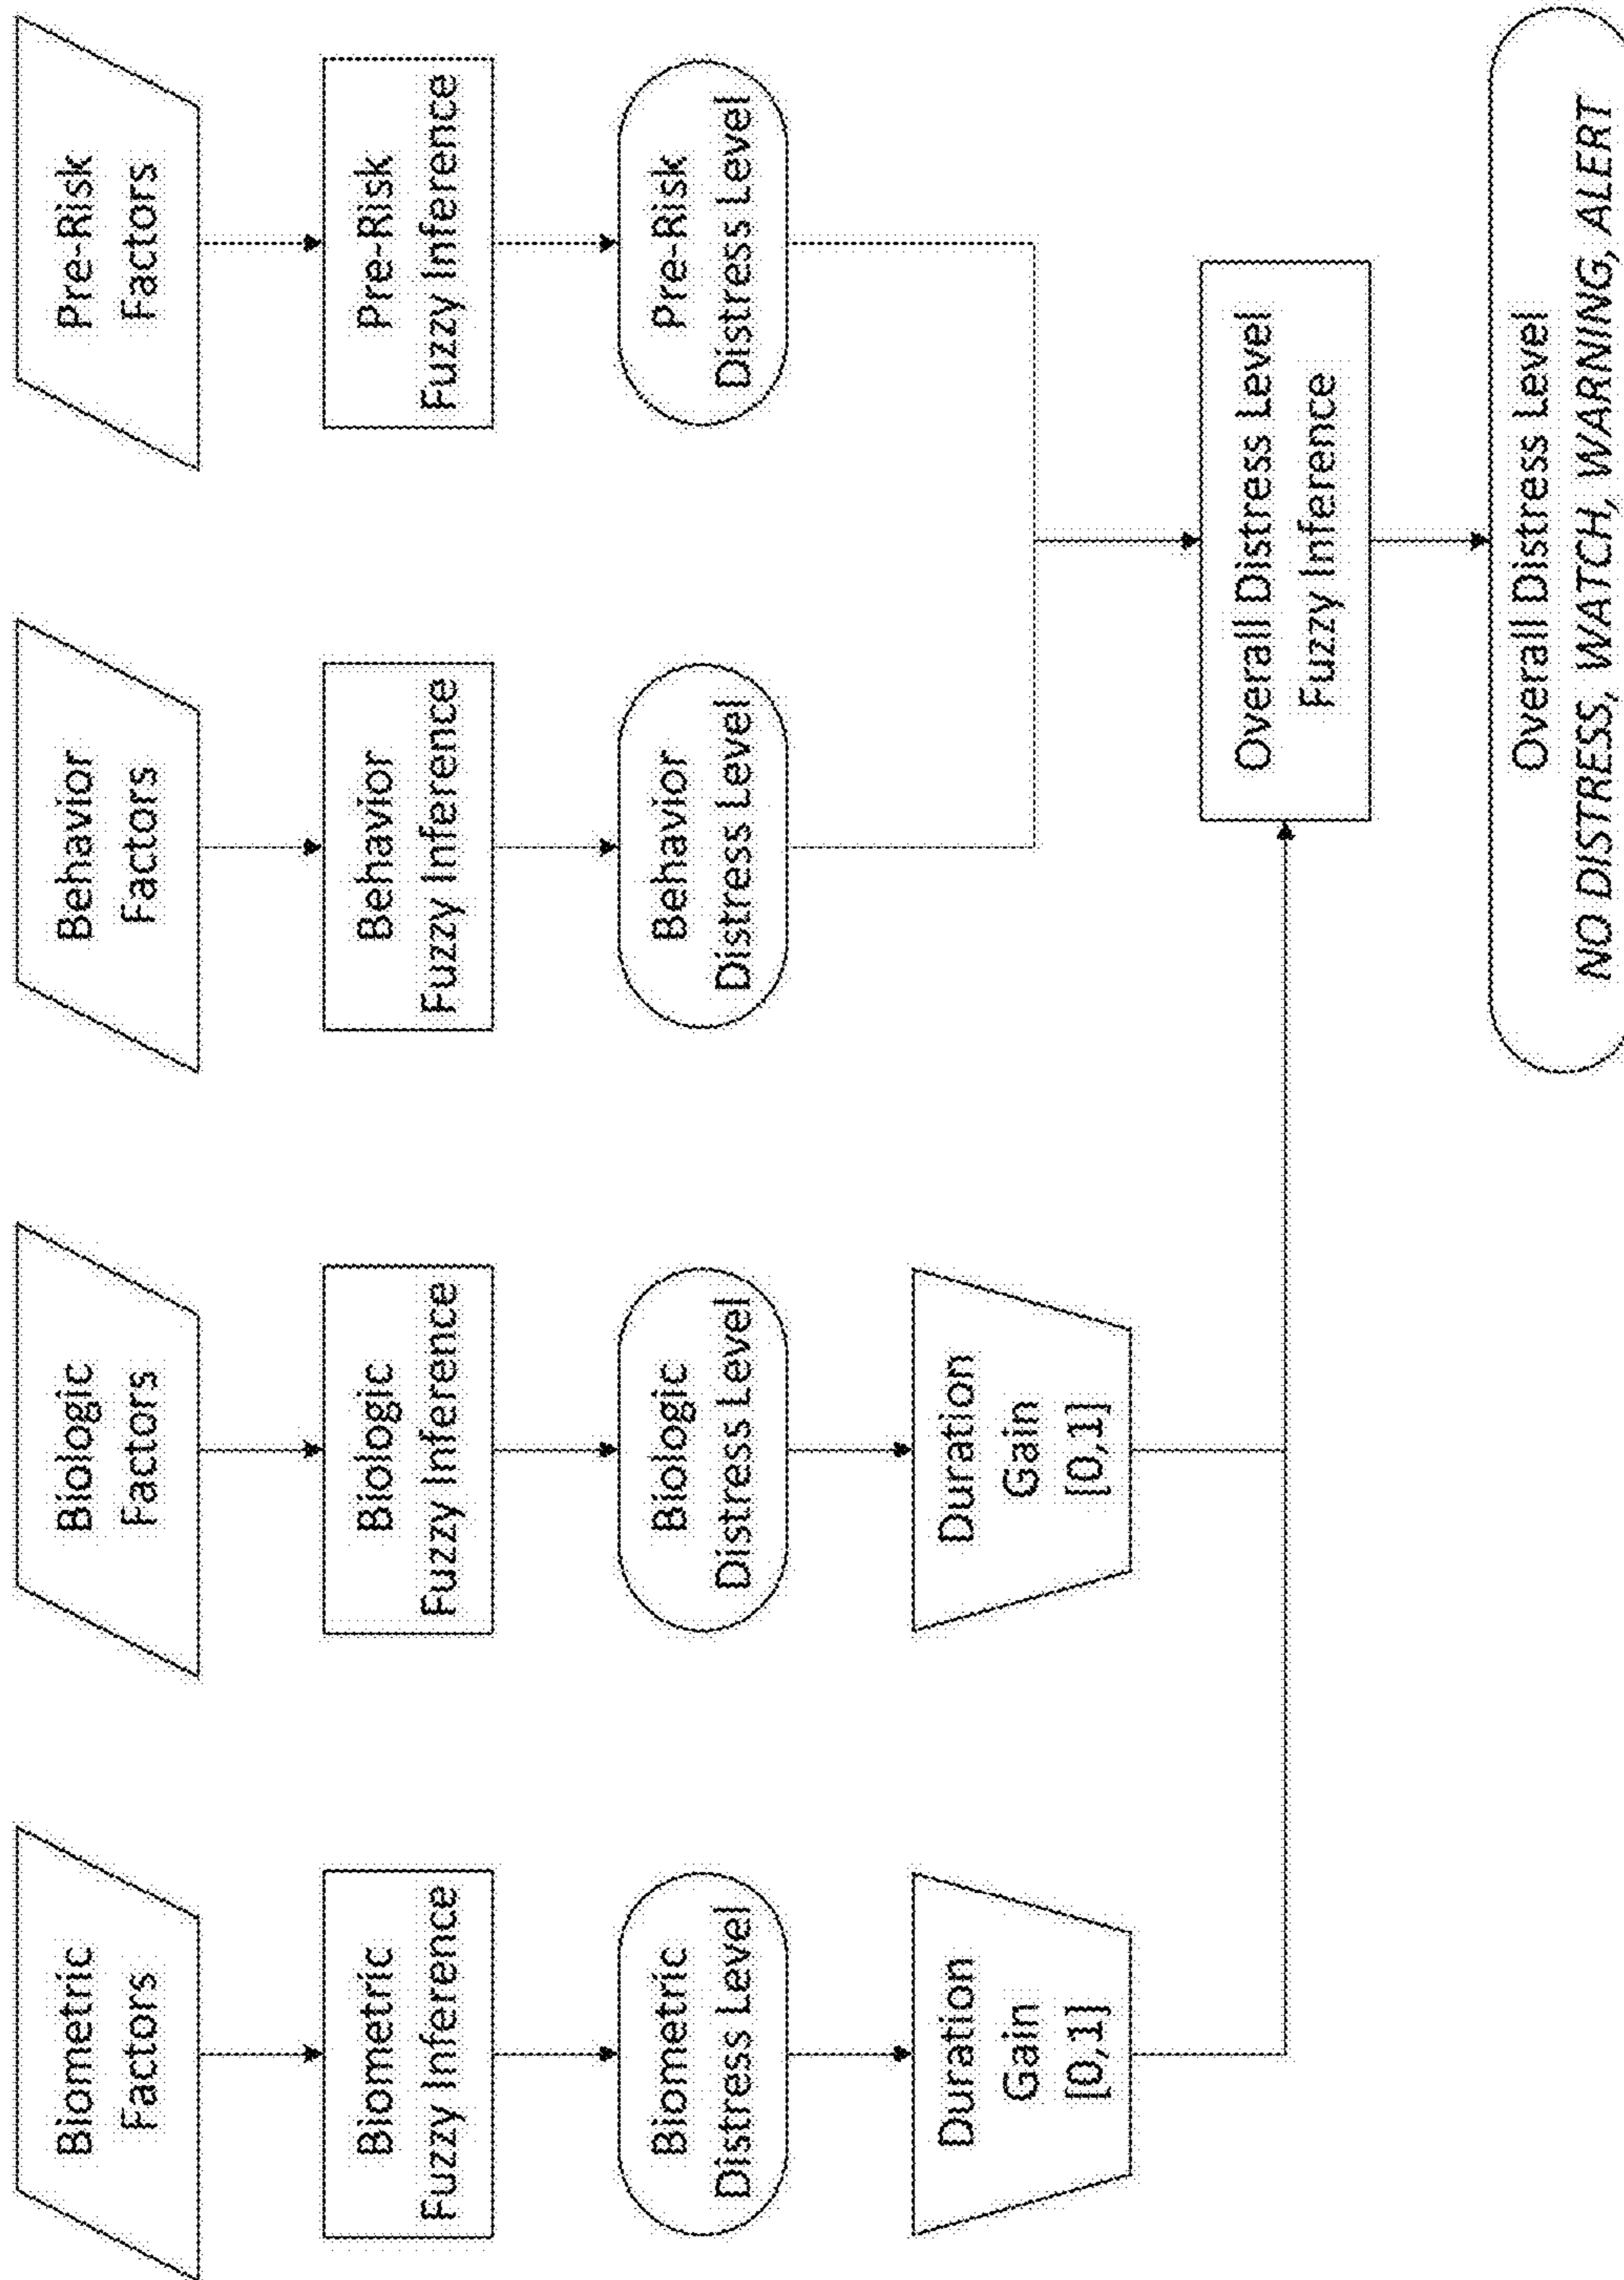 Biometric
Factors
Biologic
Factors
Behavior
Factors
Pre-Risk
Factors
Biometric
Fuzzy Inference
Biologic
Fuzzy Inference
Behavior
Fuzzy Inference
Pre-Risk
Fuzzy Inference
Biometric
Distress Level
Biologic
Distress Level
Behavior
Distress Level
Pre-Risk
Distress Level
Duration
Gain
[0,1]
Duration
Gain
[0,1]
Overall Distress Level
Fuzzy Inference
Overall Distress Level
NO DISTRESS, WATCH, WARNING, ALERT